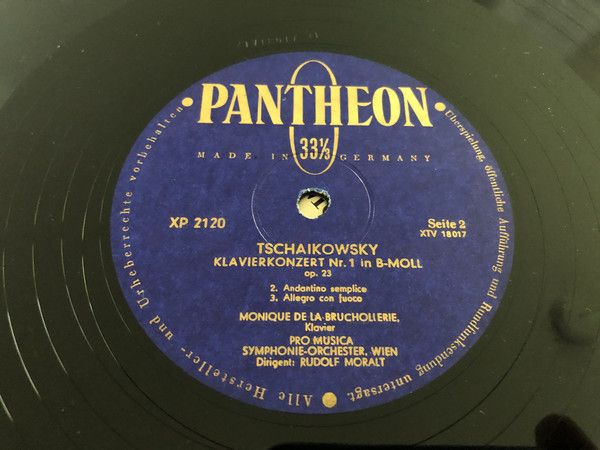 PANTHEON
33⅓
MADE IN GERMANY
XP 2120
Seite 2
XTV 18017
TSCHAIKOWSKY
KLAVIERKONZERT Nr. 1 in B-MOLL
op. 23
2. Andantino semplice
3. Allegro con fuoco
MONIQUE DE LA BRUCHOLLERIE,
Klavier
PRO MUSICA
SYMPHONIE-ORCHESTER, WIEN
Dirigent: RUDOLF MORALT
Alle Hersteller- und Urheberrechte vorbehalten
Überspielung, öffentliche Aufführung und Rundfunksendung untersagt